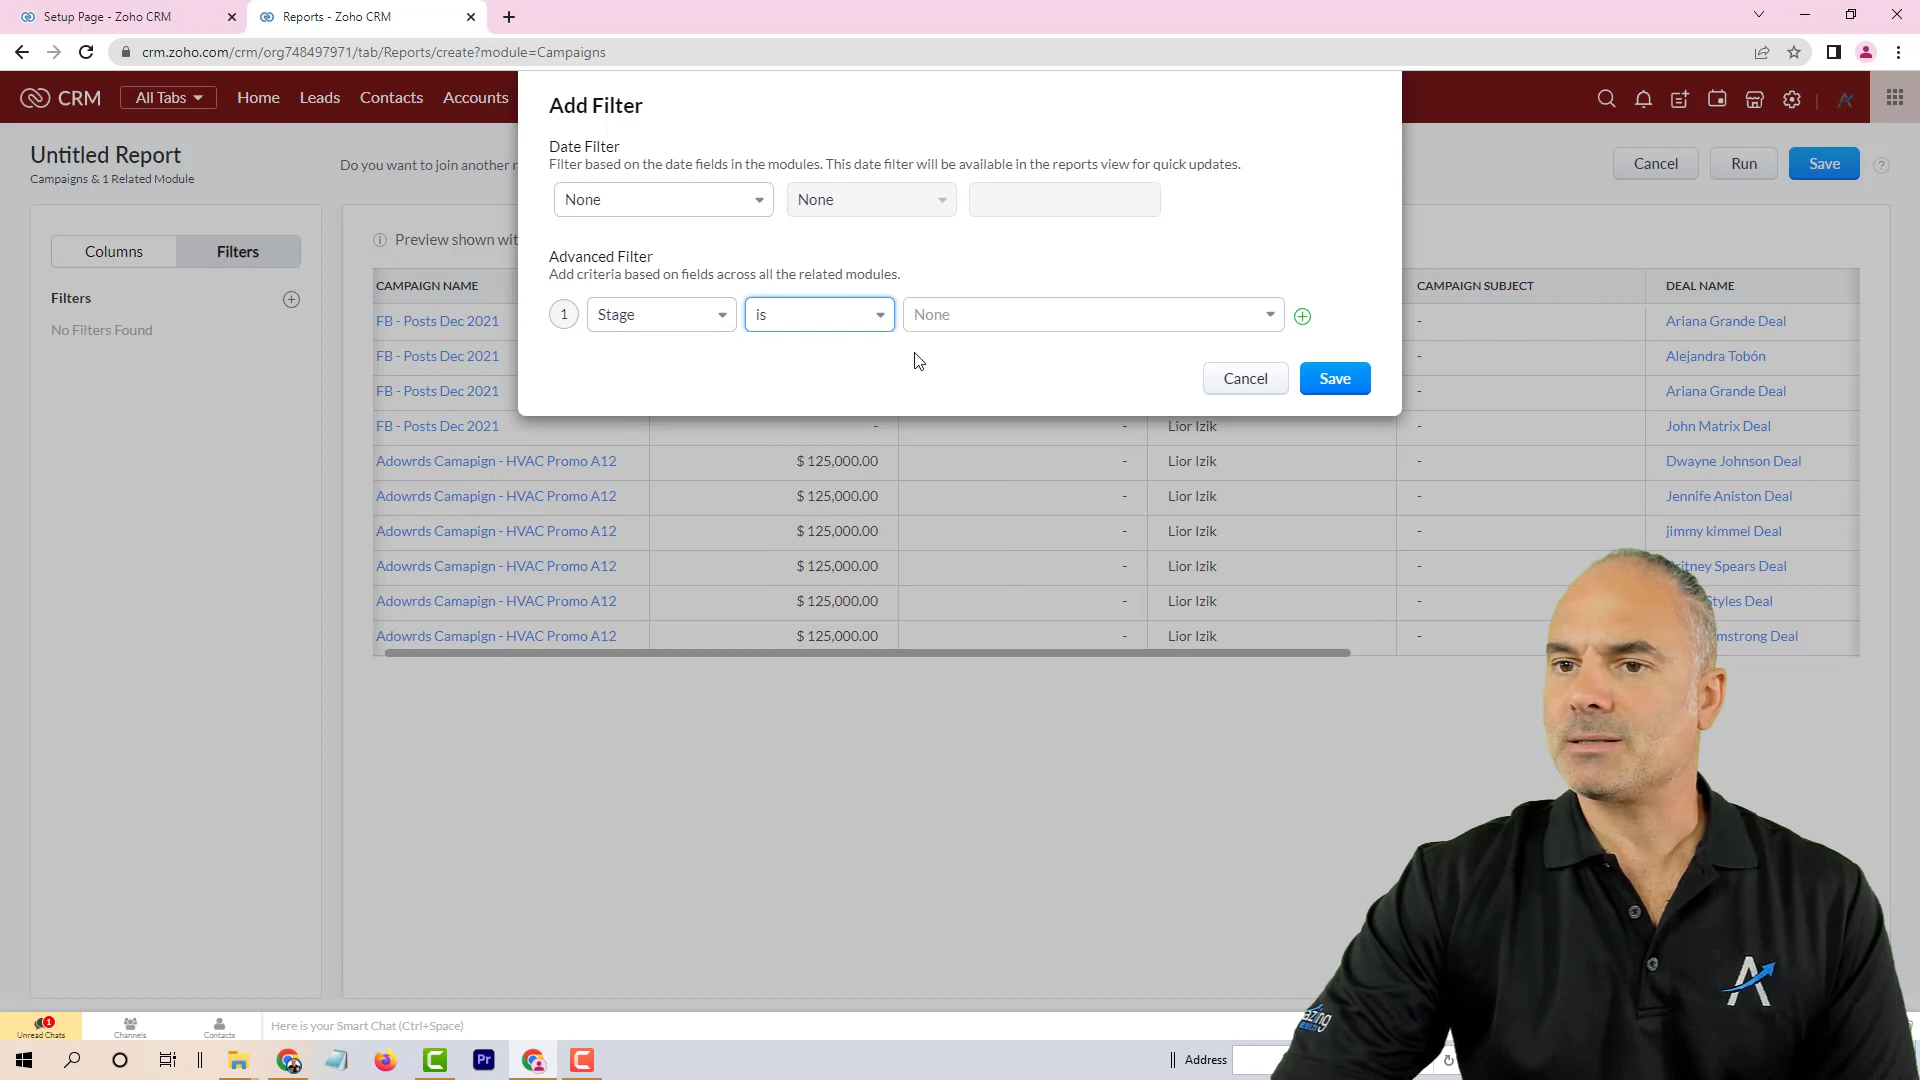 Setup Page - Zoho CRM
Reports - Zoho CRM
crm.zoho.com/crm/org748497971/tab/Reports/create?module=Campaigns
CRM All Tabs Home Leads Contacts Accounts
Untitled Report
Campaigns & 1 Related Module
Do you want to join another
Cancel Run Save
Add Filter
Date Filter
Filter based on the date fields in the modules. This date filter will be available in the reports view for quick updates.
None None
Advanced Filter
Add criteria based on fields across all the related modules.
1 Stage is None
Cancel Save
Columns Filters
Filters
No Filters Found
Preview shown
CAMPAIGN NAME CAMPAIGN SUBJECT DEAL NAME
FB - Posts Dec 2021 - Ariana Grande Deal
FB - Posts Dec 2021 - Alejandra Tobón
FB - Posts Dec 2021 - Ariana Grande Deal
FB - Posts Dec 2021 - - Lior Izik - John Matrix Deal
Adowrds Camapign - HVAC Promo A12 $ 125,000.00 - Lior Izik - Dwayne Johnson Deal
Adowrds Camapign - HVAC Promo A12 $ 125,000.00 - Lior Izik - Jennife Aniston Deal
Adowrds Camapign - HVAC Promo A12 $ 125,000.00 - Lior Izik - jimmy kimmel Deal
Adowrds Camapign - HVAC Promo A12 $ 125,000.00 - Lior Izik - Spears Deal
Adowrds Camapign - HVAC Promo A12 $ 125,000.00 - Lior Izik - Styles Deal
Adowrds Camapign - HVAC Promo A12 $ 125,000.00 - Lior Izik - Deal
1
Unread Chats Channels Contacts Here is your Smart Chat (Ctrl+Space)
Pr Address